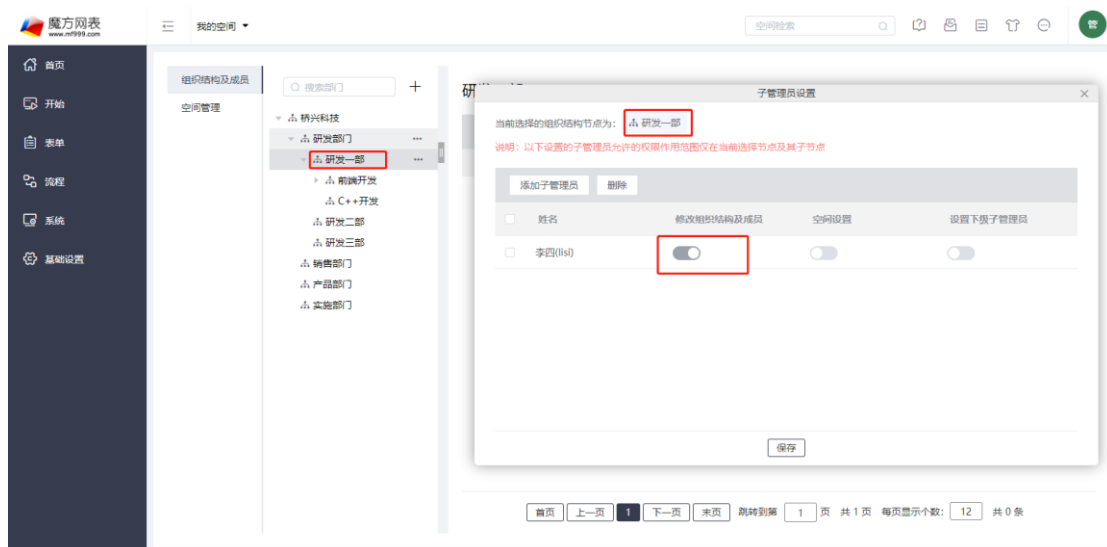 魔方网表
www.mf999.com
我的空间
空间检索
管
首页
开始
表单
流程
系统
基础设置
组织结构及成员
空间管理
搜索部门
桥兴科技
研发部门
研发一部
前端开发
C++开发
研发二部
研发三部
销售部门
产品部门
实施部门
子管理员设置
当前选择的组织结构节点为: 研发一部
说明: 以下设置的子管理员允许的权限作用范围仅在当前选择节点及其子节点
添加子管理员 删除
姓名 修改组织结构及成员 空间设置 设置下级子管理员
李四(lisi)
保存
首页 上一页 1 下一页 末页 跳转到第 1 页 共 1 页 每页显示个数: 12 共 0 条